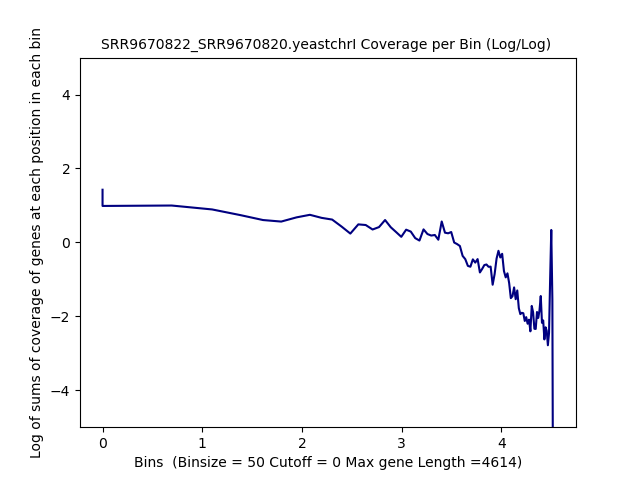 SRR9670822_SRR9670820.yeastchrI Coverage per Bin (Log/Log)
Log of sums of coverage of genes at each position in each bin
4
2
0
−2
−4
0 1 2 3 4
Bins  (Binsize = 50 Cutoff = 0 Max gene Length =4614)